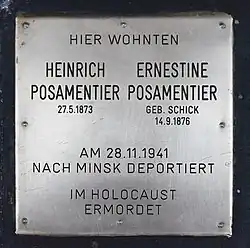 HIER WOHNTEN
HEINRICH ERNESTINE
POSAMENTIER POSAMENTIER
27.5.1873 GEB. SCHICK
14.9.1876
AM 28.11.1941
NACH MINSK DEPORTIERT
IM HOLOCAUST
ERMORDET